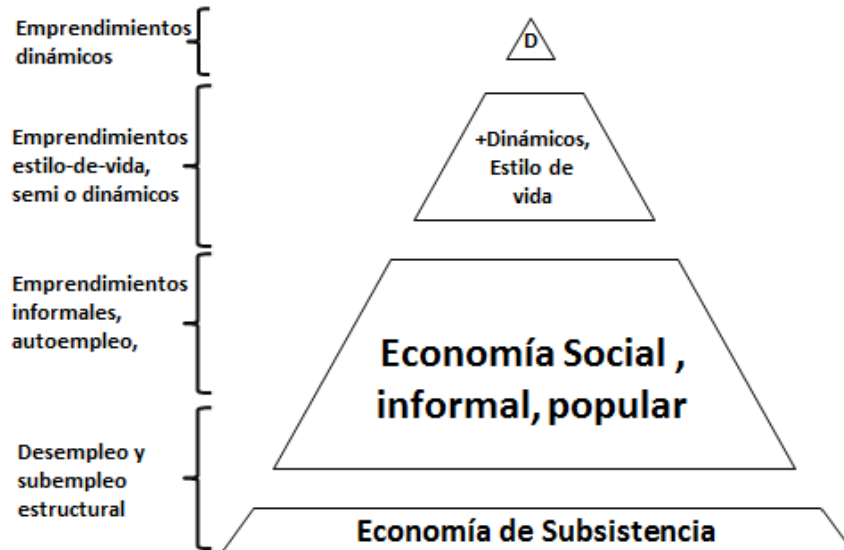 Emprendimientos
dinámicos
D
Emprendimientos
estilo-de-vida,
semi o dinámicos
+Dinámicos,
Estilo de
vida
Emprendimientos
informales,
autoempleo,
Economía Social ,
informal, popular
Desempleo y
subempleo
estructural
Economía de Subsistencia